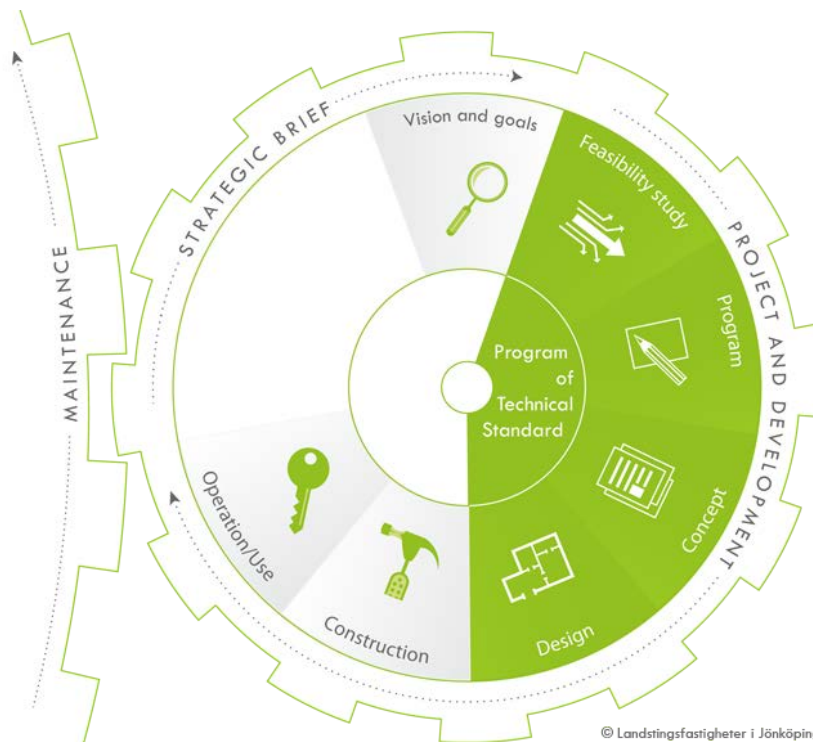 Vision and goals
Feasibility study
Program
Concept
Design
Construction
Operation/Use
Program
of
Technical
Standard
STRATEGIC BRIEF
PROJECT AND DEVELOPMENT
MAINTENANCE
© Landstingsfastigheter i Jönköping